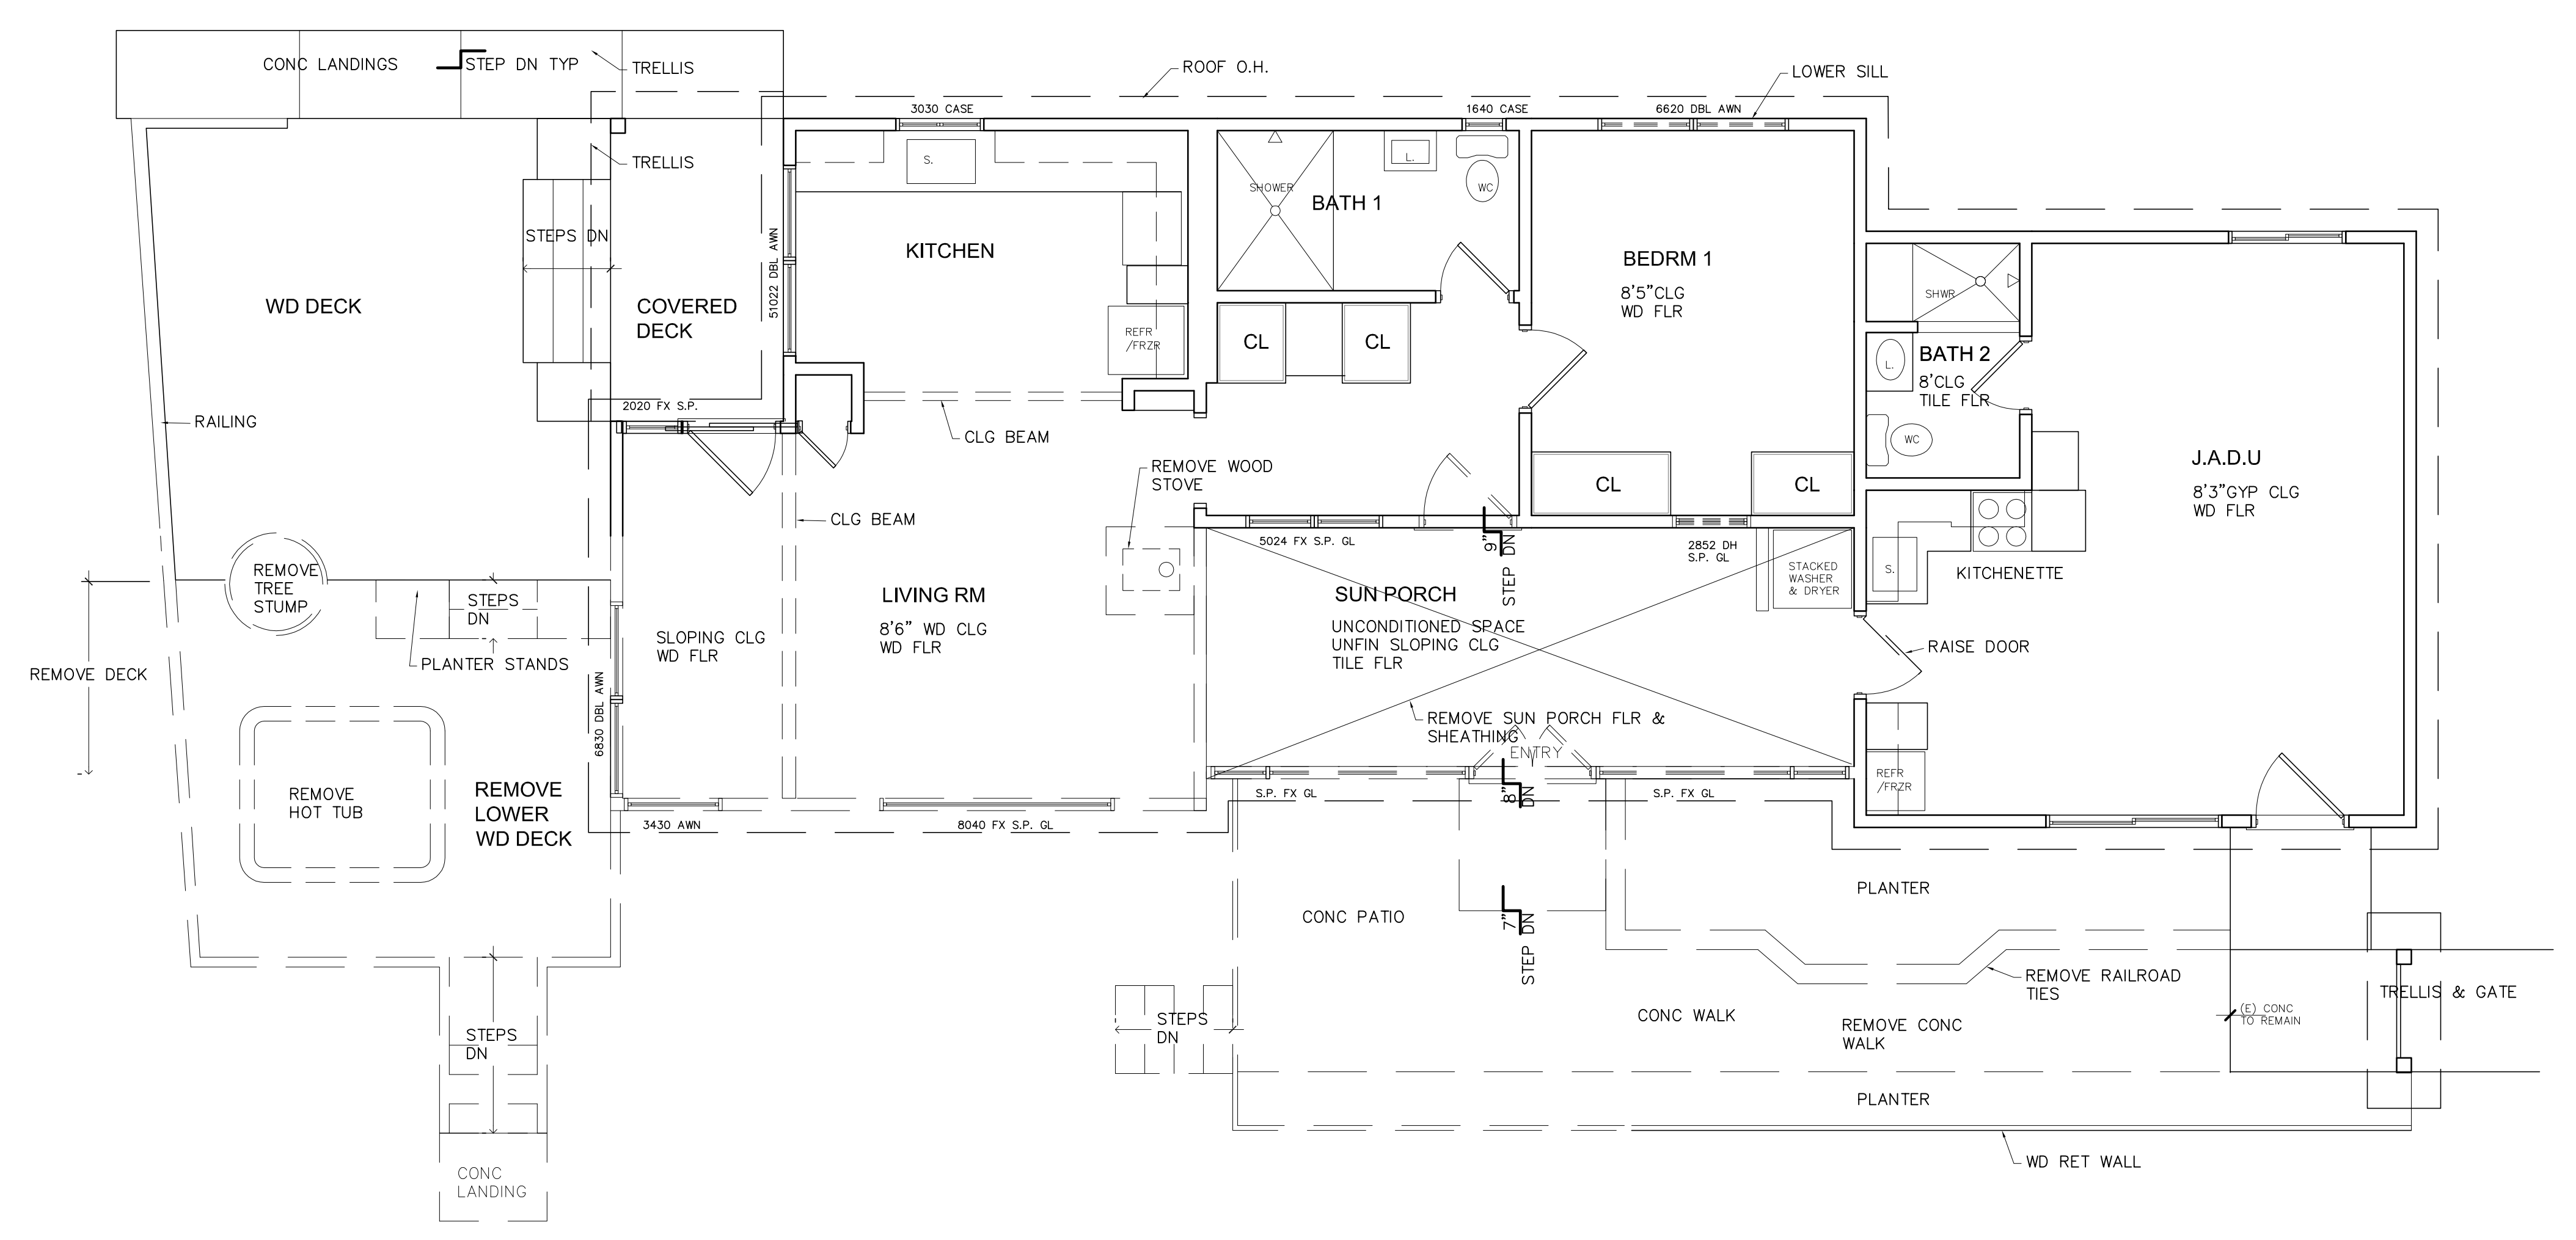 CONC LANDINGS
STEP DN TYP
TRELLIS
ROOF O.H.
LOWER SILL
3030 CASE
1640 CASE
6620 DBL AWN
TRELLIS
S.
L.
WC
SHOWER
BATH 1
STEPS DN
KITCHEN
BEDRM 1
8'5"CLG
WD FLR
51022 DBL AWN
WD DECK
COVERED
DECK
SHWR
REFR
/FRZR
CL
CL
BATH 2
8'CLG
TILE FLR
L.
2020 FX S.P.
RAILING
CLG BEAM
WC
REMOVE WOOD
STOVE
J.A.D.U
8'3"GYP CLG
WD FLR
CL
CL
CLG BEAM
5024 FX S.P. GL
9"
STEP DN
2852 DH
S.P. GL
REMOVE
TREE
STUMP
STEPS
DN
STACKED
WASHER
& DRYER
S.
KITCHENETTE
LIVING RM
8'6" WD CLG
WD FLR
SUN PORCH
UNCONDITIONED SPACE
UNFIN SLOPING CLG
TILE FLR
SLOPING CLG
WD FLR
PLANTER STANDS
REMOVE DECK
RAISE DOOR
6830 DBL AWN
REMOVE SUN PORCH FLR &
SHEATHING
ENTRY
REMOVE
HOT TUB
REMOVE
LOWER
WD DECK
REFR
/FRZR
S.P. FX GL
8"
DN
S.P. FX GL
3430 AWN
8040 FX S.P. GL
PLANTER
CONC PATIO
7"
STEP DN
REMOVE RAILROAD
TIES
TRELLIS & GATE
STEPS
DN
CONC WALK
REMOVE CONC
WALK
(E) CONC
TO REMAIN
STEPS
DN
PLANTER
WD RET WALL
CONC
LANDING